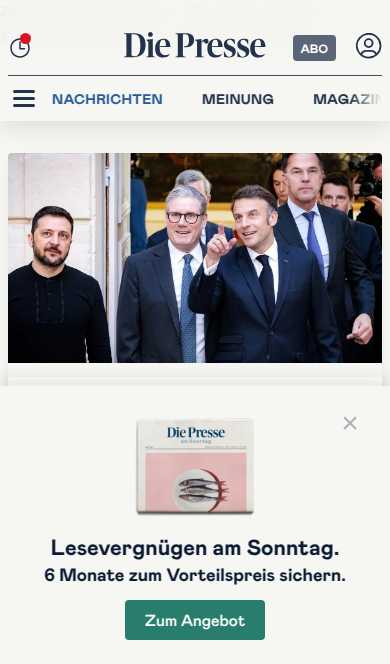 Die Presse
ABO
NACHRICHTEN MEINUNG MAGAZIN
Die Presse
am Sonntag
Lesevergnügen am Sonntag.
6 Monate zum Vorteilspreis sichern.
Zum Angebot